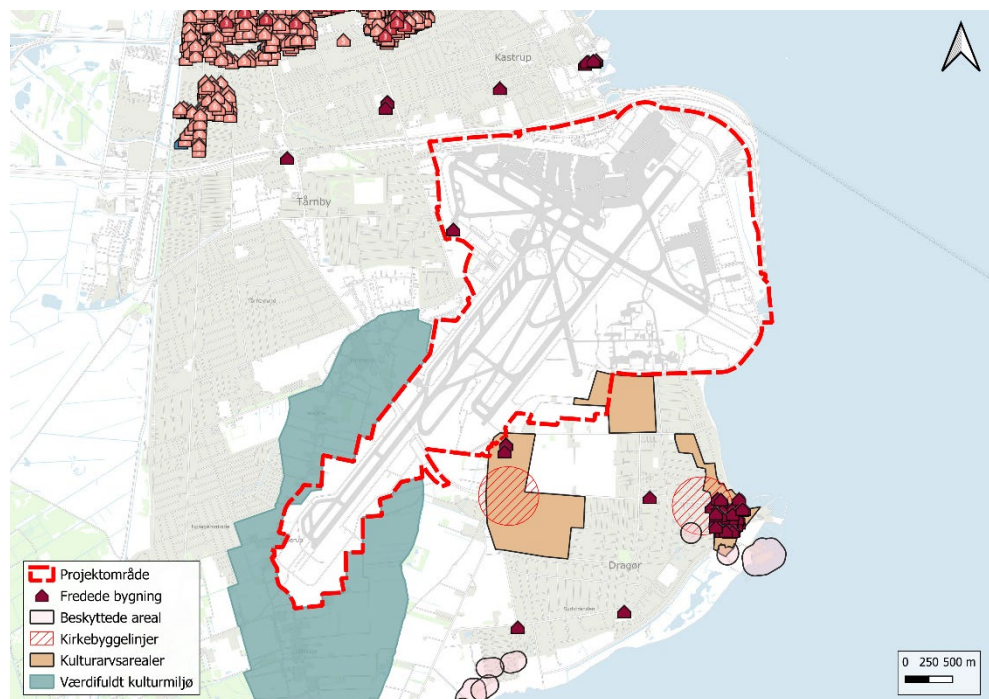 Kastrup
Tårnby
Dragør
Projektområde
Fredede bygning
Beskyttede areal
Kirkebyggelinjer
Kulturarvsarealer
Værdifuldt kulturmiljø
0 250 500 m